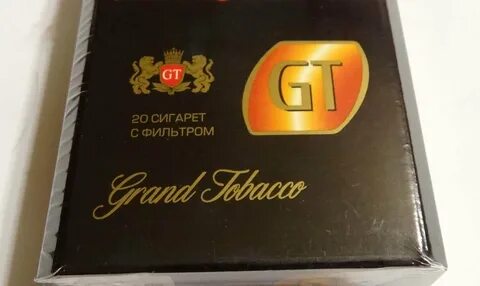 GT
GT
20 СИГАРЕТ
С ФИЛЬТРОМ
Grand Tobacco